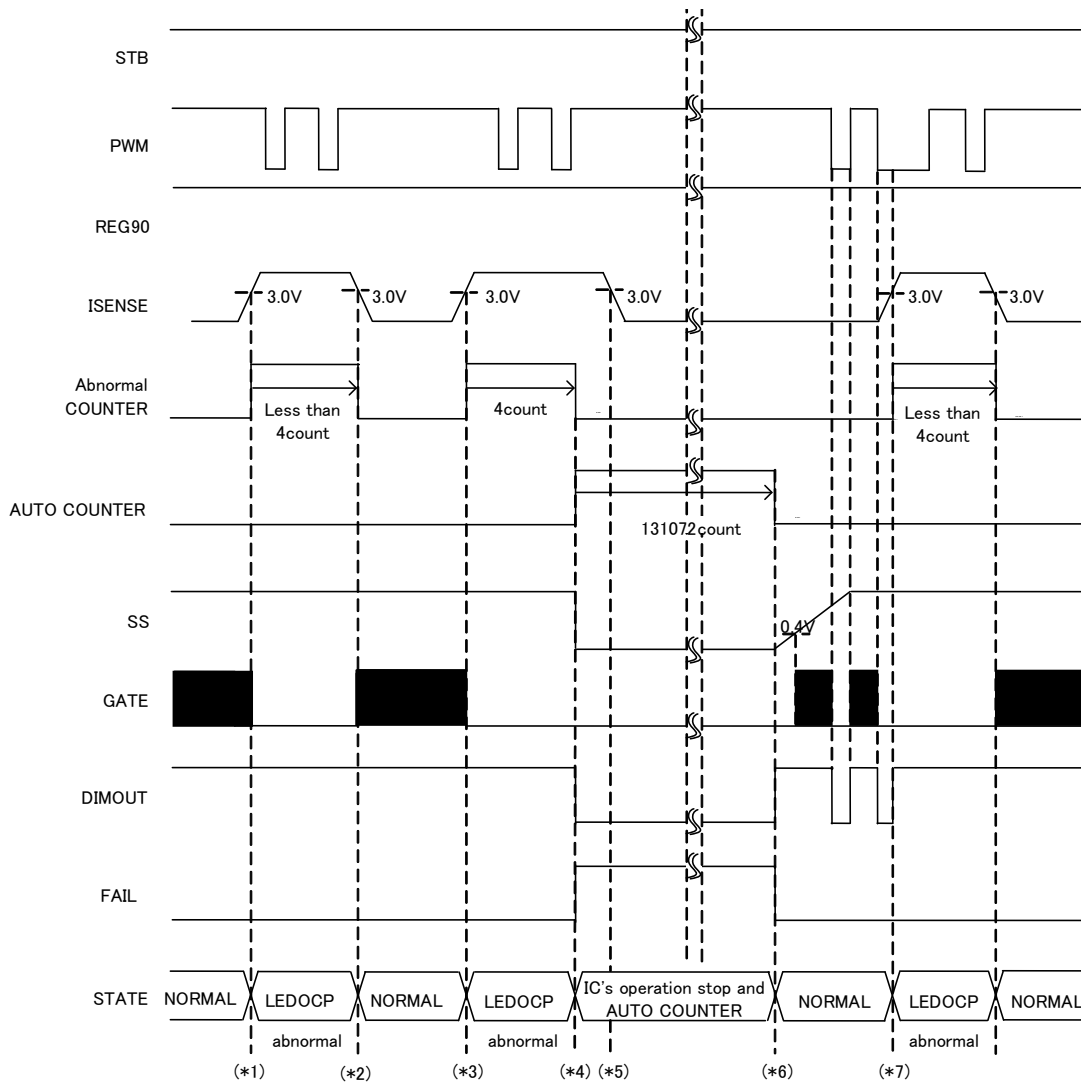 STB
PWM
REG90
ISENSE
3.0V 3.0V 3.0V 3.0V 3.0V 3.0V
Abnormal
COUNTER
Less than
4count
4count
Less than
4count
AUTO COUNTER
131072count
SS
0.4V
GATE
DIMOUT
FAIL
STATE
NORMAL LEDOCP NORMAL LEDOCP IC's operation stop and
AUTO COUNTER NORMAL LEDOCP NORMAL
abnormal abnormal abnormal
(*1) (*2) (*3) (*4) (*5) (*6) (*7)